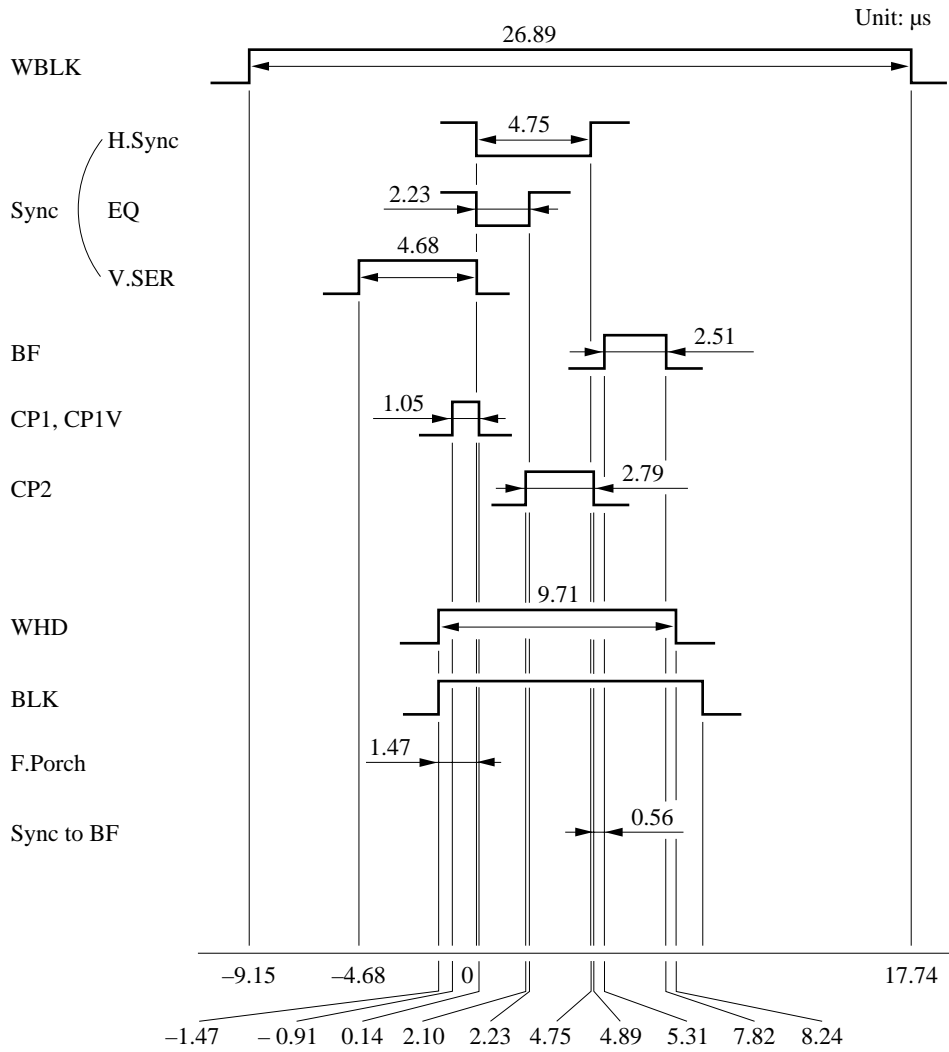 Unit: μs
26.89
WBLK
4.75
H.Sync
2.23
Sync
EQ
4.68
V.SER
2.51
BF
1.05
CP1, CP1V
2.79
CP2
9.71
WHD
BLK
1.47
F.Porch
0.56
Sync to BF
–9.15 –4.68 0 17.74
–1.47 – 0.91 0.14 2.10 2.23 4.75 4.89 5.31 7.82 8.24